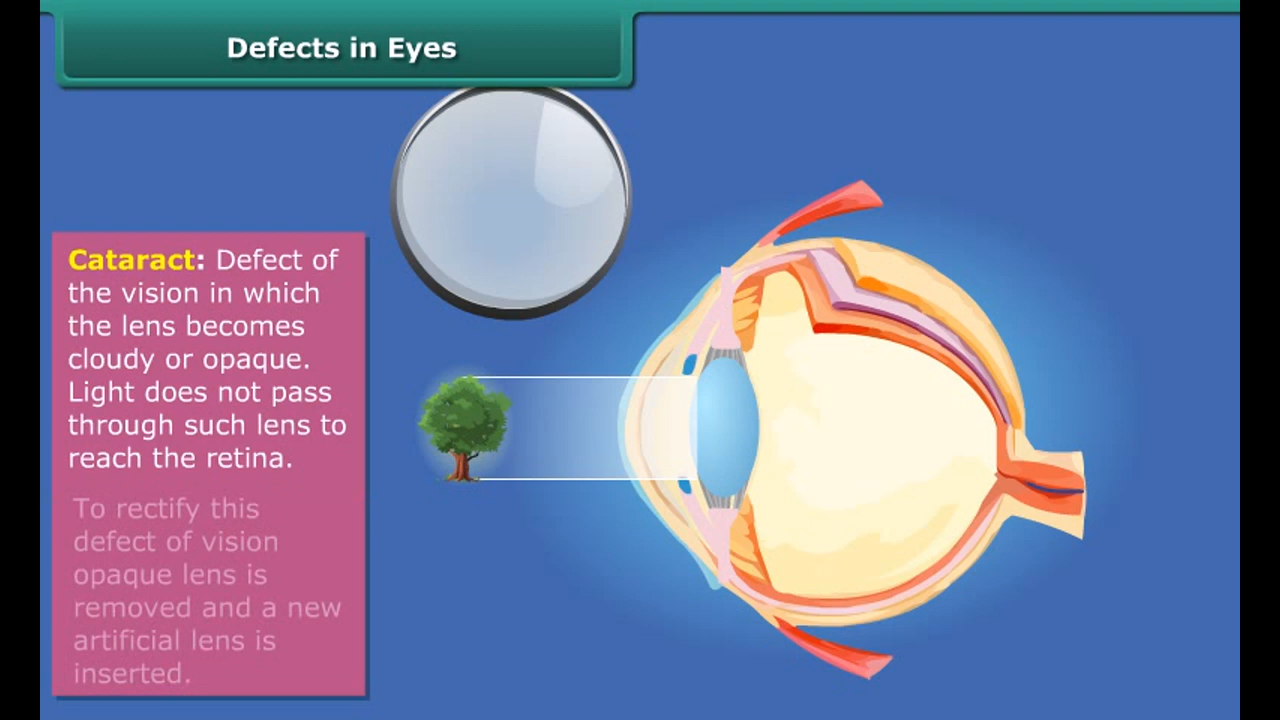 Defects in Eyes
Cataract: Defect of
the vision in which
the lens becomes
cloudy or opaque.
Light does not pass
through such lens to
reach the retina.
To rectify this
defect of vision
opaque lens is
removed and a new
artificial lens is
inserted.